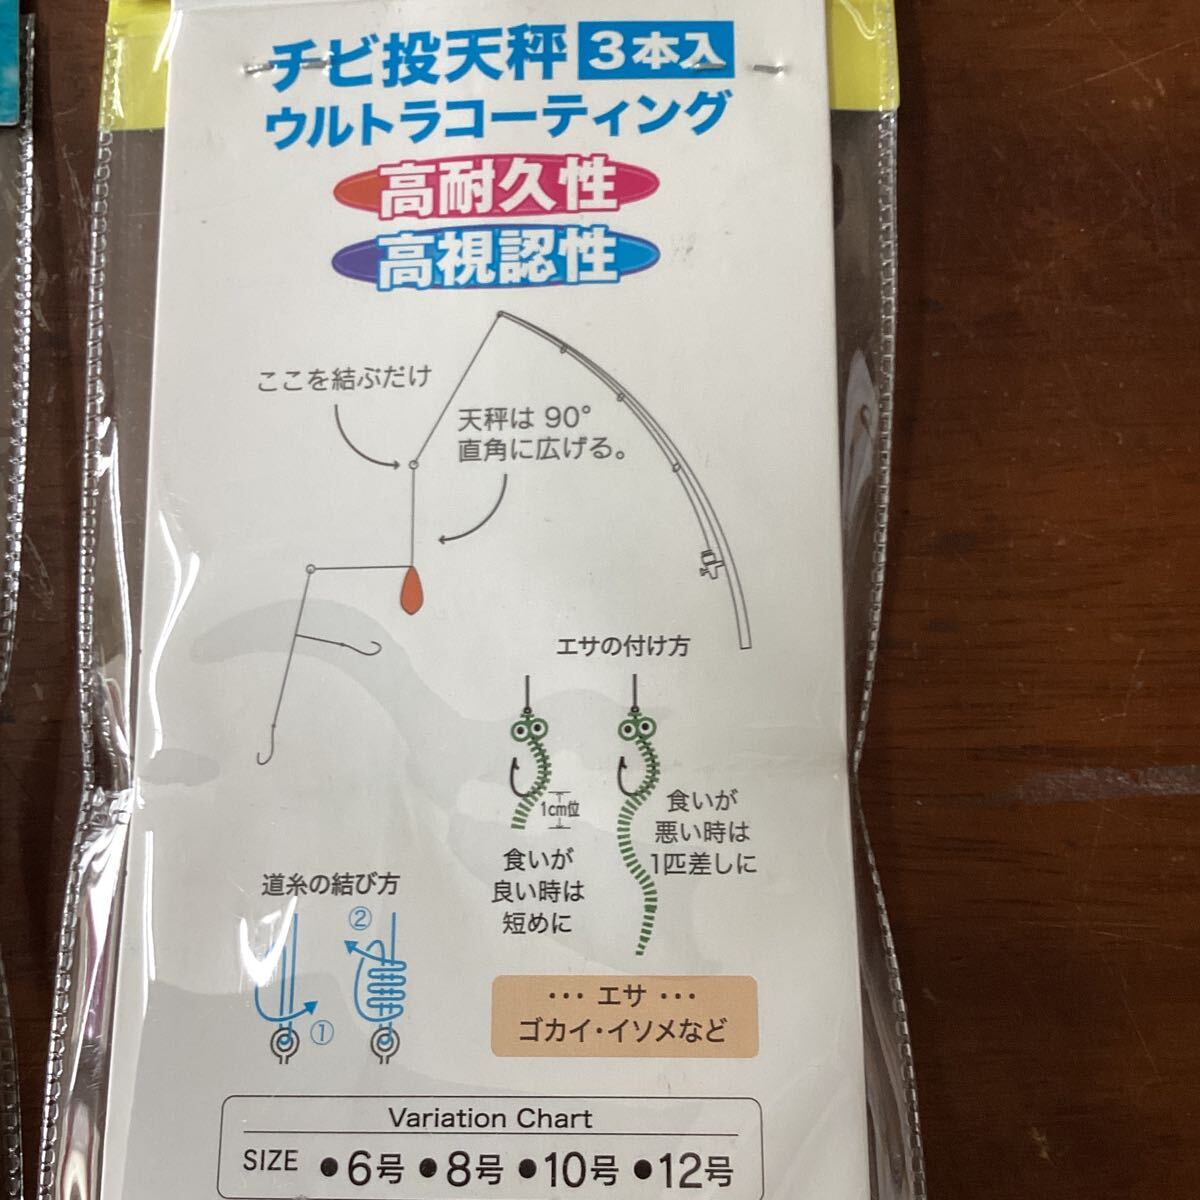 チビ投天秤 3本入
ウルトラコーティング
高耐久性
高視認性
ここを結ぶだけ
天秤は 90°
直角に広げる。
エサの付け方
1cm位
食いが
良い時は
短めに
食いが
悪い時は
1匹差しに
道糸の結び方
②
①
… エサ …
ゴカイ・イソメなど
Variation Chart
SIZE ●6号 ●8号 ●10号 ●12号